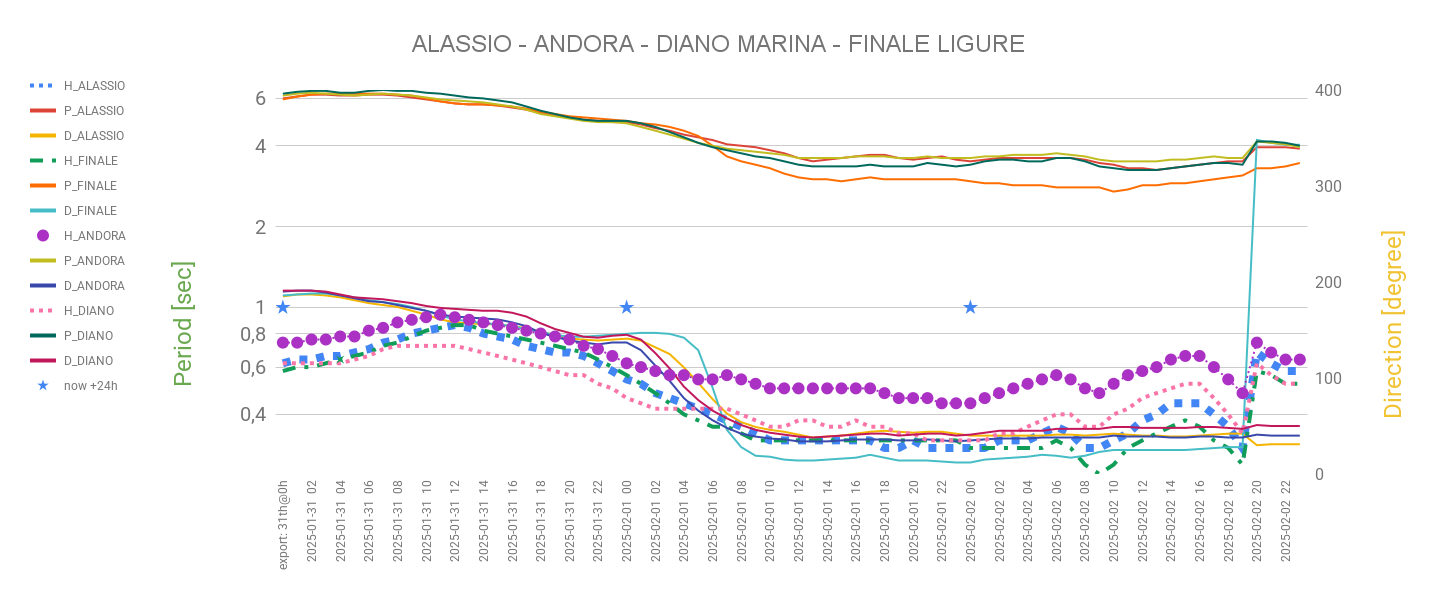 ALASSIO - ANDORA - DIANO MARINA - FINALE LIGURE
H_ALASSIO
P_ALASSIO
D_ALASSIO
H_FINALE
P_FINALE
D_FINALE
H_ANDORA
P_ANDORA
D_ANDORA
H_DIANO
P_DIANO
D_DIANO
now +24h
Period [sec]
6
4
2
1
0,8
0,6
0,4
400
300
200
100
0
Direction [degree]
export: 31th@0h
2025-01-31 02
2025-01-31 04
2025-01-31 06
2025-01-31 08
2025-01-31 10
2025-01-31 12
2025-01-31 14
2025-01-31 16
2025-01-31 18
2025-01-31 20
2025-01-31 22
2025-02-01 00
2025-02-01 02
2025-02-01 04
2025-02-01 06
2025-02-01 08
2025-02-01 10
2025-02-01 12
2025-02-01 14
2025-02-01 16
2025-02-01 18
2025-02-01 20
2025-02-01 22
2025-02-02 00
2025-02-02 02
2025-02-02 04
2025-02-02 06
2025-02-02 08
2025-02-02 10
2025-02-02 12
2025-02-02 14
2025-02-02 16
2025-02-02 18
2025-02-02 20
2025-02-02 22